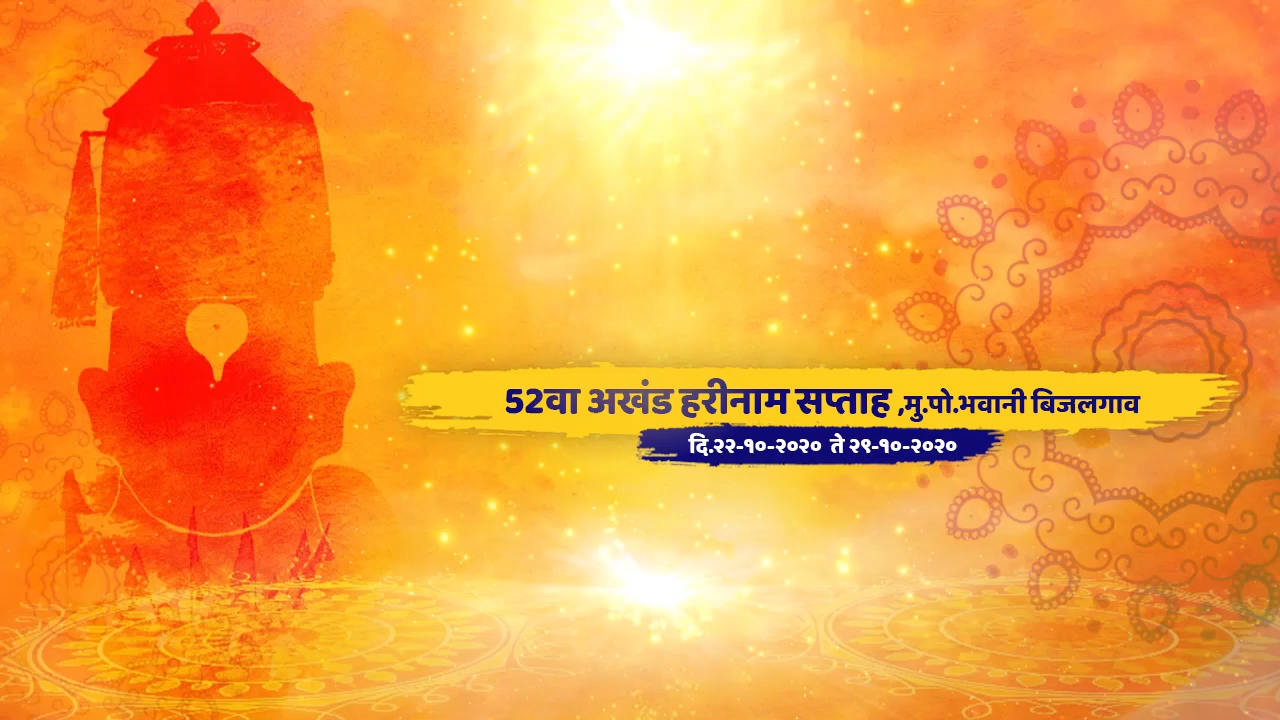 52वा अखंड हरीनाम सप्ताह ,मु.पो.भवानी बिजलगाव
दि.२२-१०-२०२० ते २९-१०-२०२०